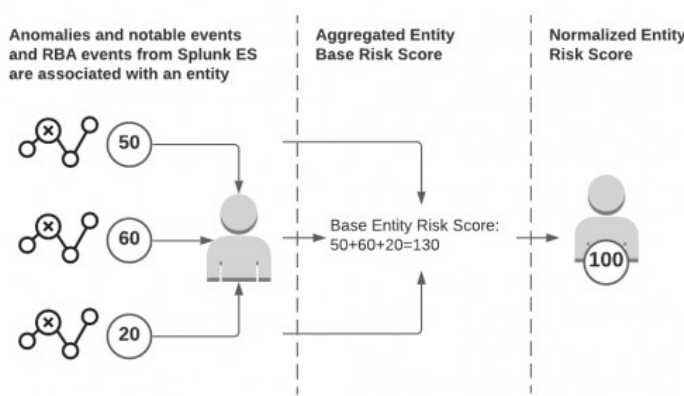 Anomalies and notable events
and RBA events from Splunk ES
are associated with an entity
Aggregated Entity
Base Risk Score
Normalized Entity
Risk Score
50
60
20
Base Entity Risk Score:
50+60+20=130
100